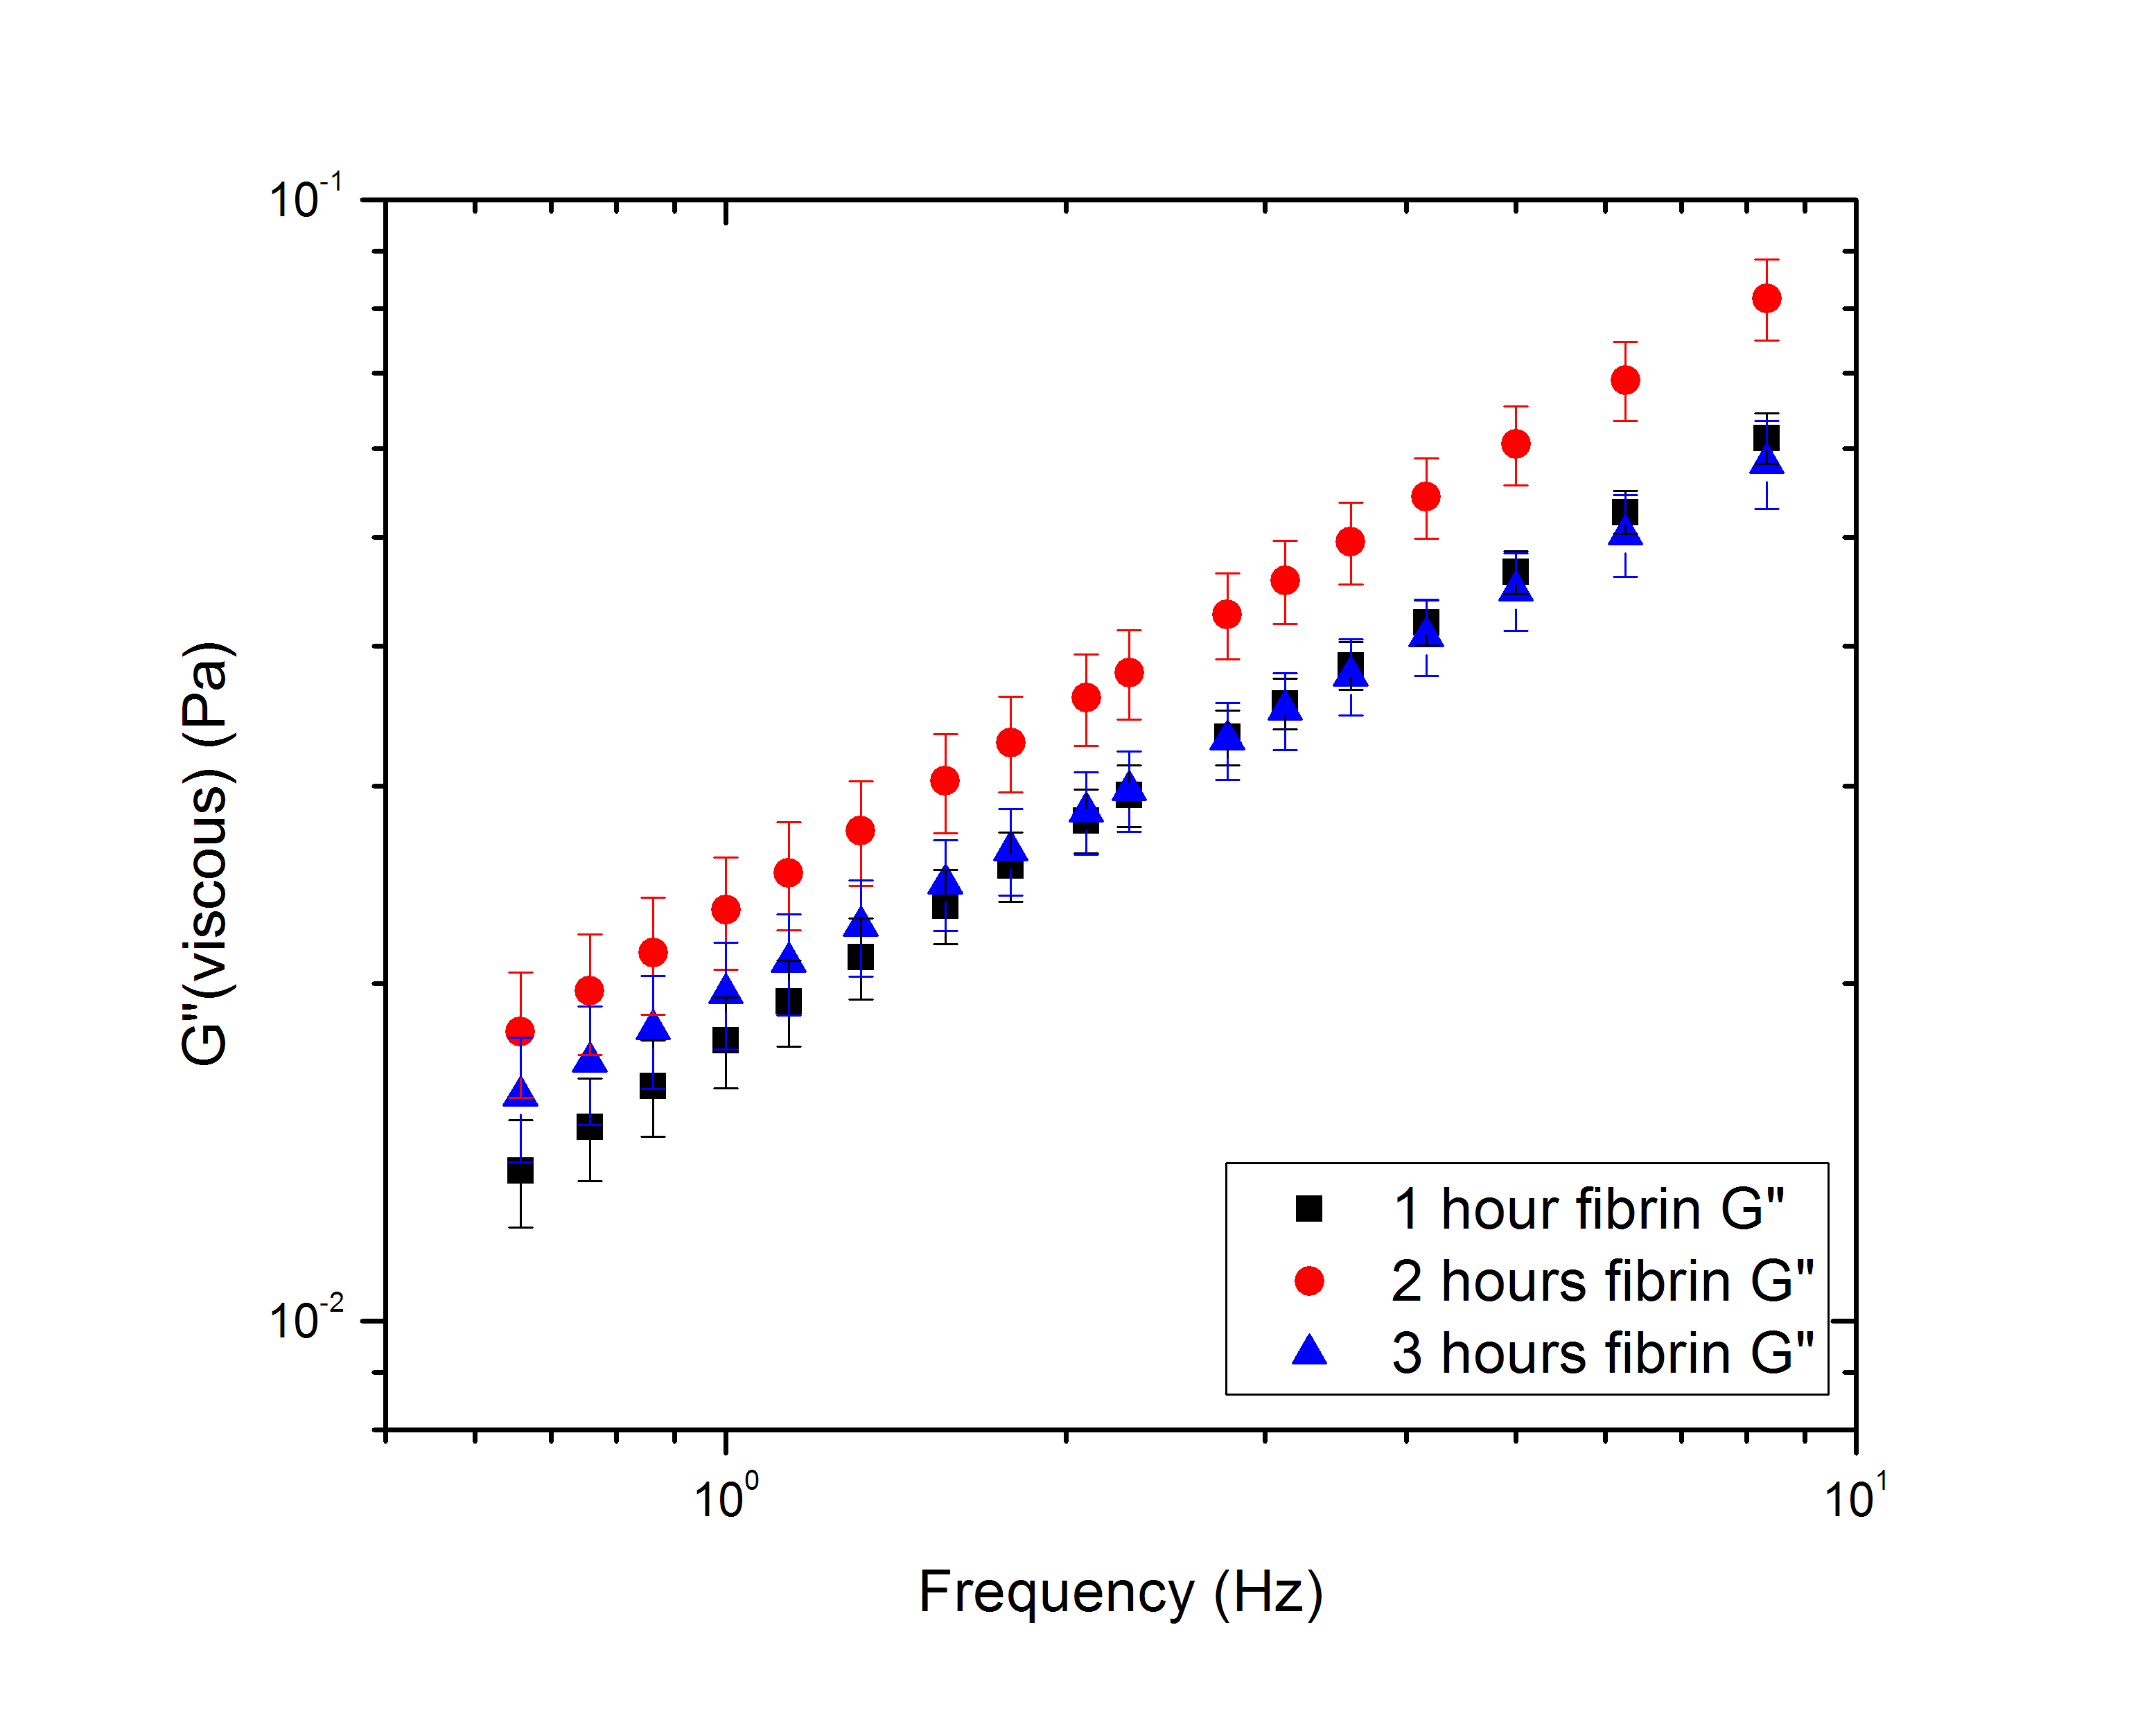 10-1
G"(viscous) (Pa)
1 hour fibrin G"
2 hours fibrin G"
3 hours fibrin G"
10-2
100
101
Frequency (Hz)